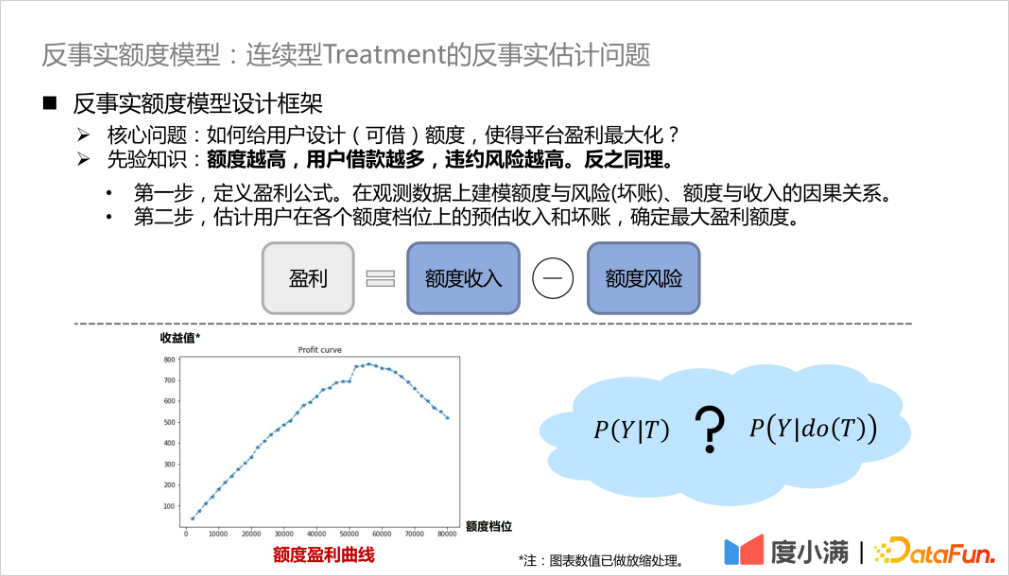 反事实额度模型：连续型Treatment的反事实估计问题
■ 反事实额度模型设计框架
➢ 核心问题：如何给用户设计（可借）额度，使得平台盈利最大化？
➢ 先验知识：额度越高，用户借款越多，违约风险越高。反之同理。
• 第一步，定义盈利公式。在观测数据上建模额度与风险(坏账)、额度与收入的因果关系。
• 第二步，估计用户在各个额度档位上的预估收入和坏账，确定最大盈利额度。
盈利 = 额度收入 － 额度风险
收益值*
Profit curve
800
700
600
500
400
300
200
100
0 10000 20000 30000 40000 50000 60000 70000 80000
额度档位
额度盈利曲线
P(Y|T) ? P(Y|do(T))
*注：图表数值已做放缩处理。
度小满 | DataFun.